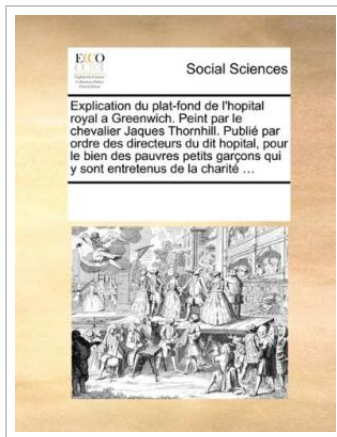 ECCO
Social Sciences
Explication du plat-fond de l'hopital
royal a Greenwich. Peint par le
chevalier Jaques Thornhill. Publié par
ordre des directeurs du dit hopital, pour
le bien des pauvres petits garçons qui
y sont entretenus de la charité ...